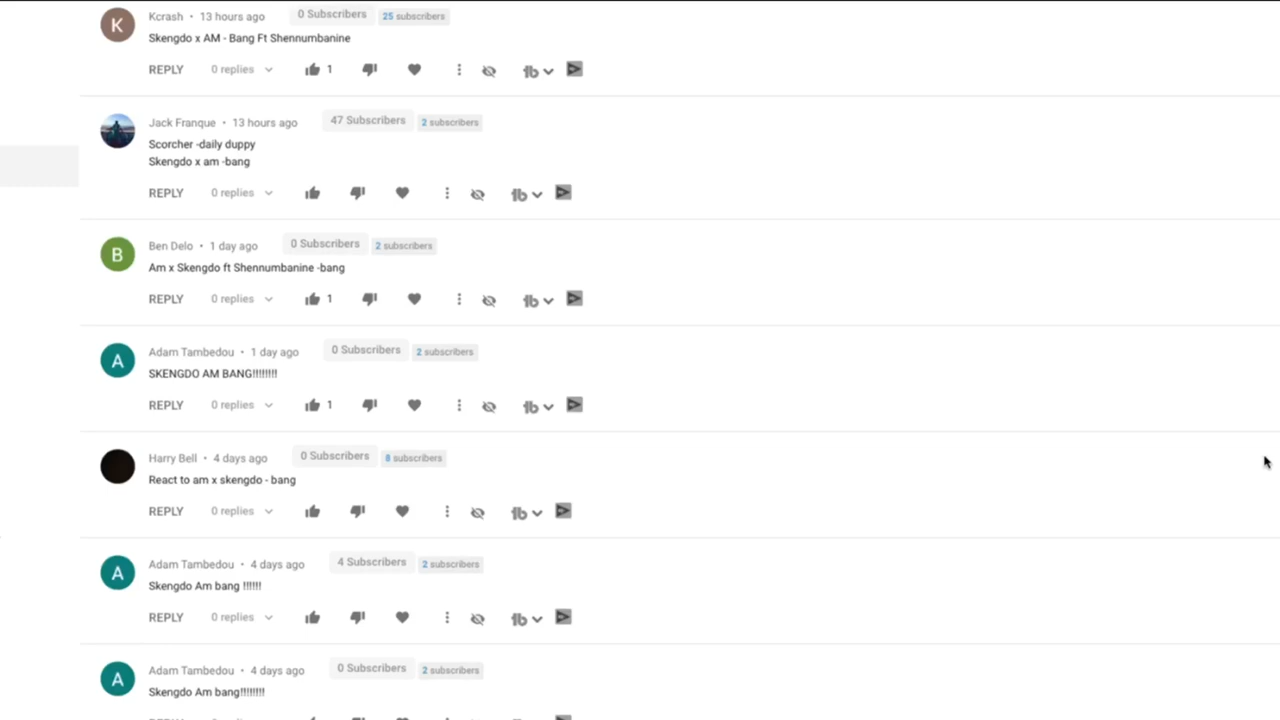 K
Kcrash • 13 hours ago 0 Subscribers 25 subscribers
Skengdo x AM - Bang Ft Shennumbanine
REPLY 0 replies 1
Jack Franque • 13 hours ago 47 Subscribers 2 subscribers
Scorcher -daily duppy
Skengdo x am -bang
REPLY 0 replies
B
Ben Delo • 1 day ago 0 Subscribers 2 subscribers
Am x Skengdo ft Shennumbanine -bang
REPLY 0 replies 1
A
Adam Tambedou • 1 day ago 0 Subscribers 2 subscribers
SKENGDO AM BANG!!!!!!!!
REPLY 0 replies 1
Harry Bell • 4 days ago 0 Subscribers 8 subscribers
React to am x skengdo - bang
REPLY 0 replies
A
Adam Tambedou • 4 days ago 4 Subscribers 2 subscribers
Skengdo Am bang !!!!!!
REPLY 0 replies
A
Adam Tambedou • 4 days ago 0 Subscribers 2 subscribers
Skengdo Am bang!!!!!!!!